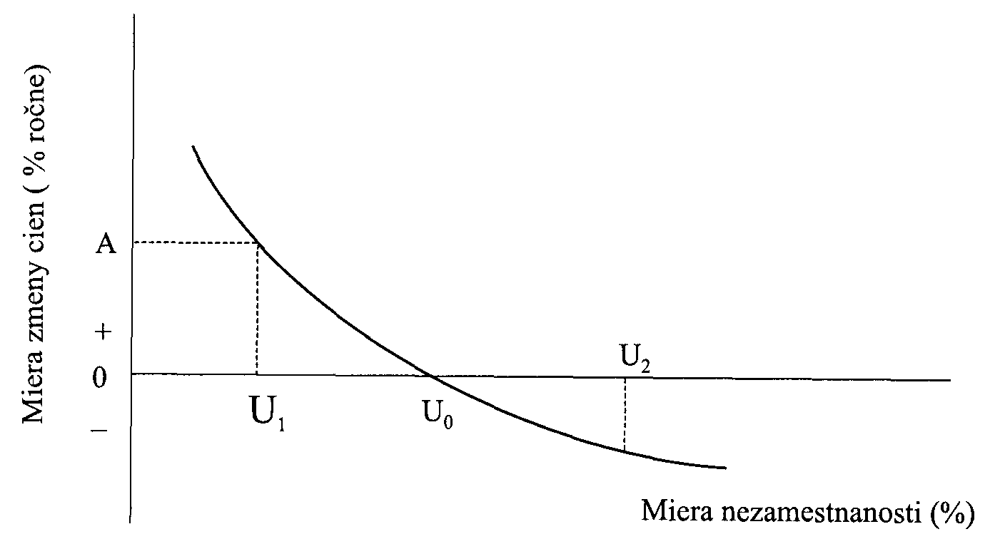 Miera zmeny cien ( % ročne)
A
+
0
–
U1
U0
U2
Miera nezamestnanosti (%)